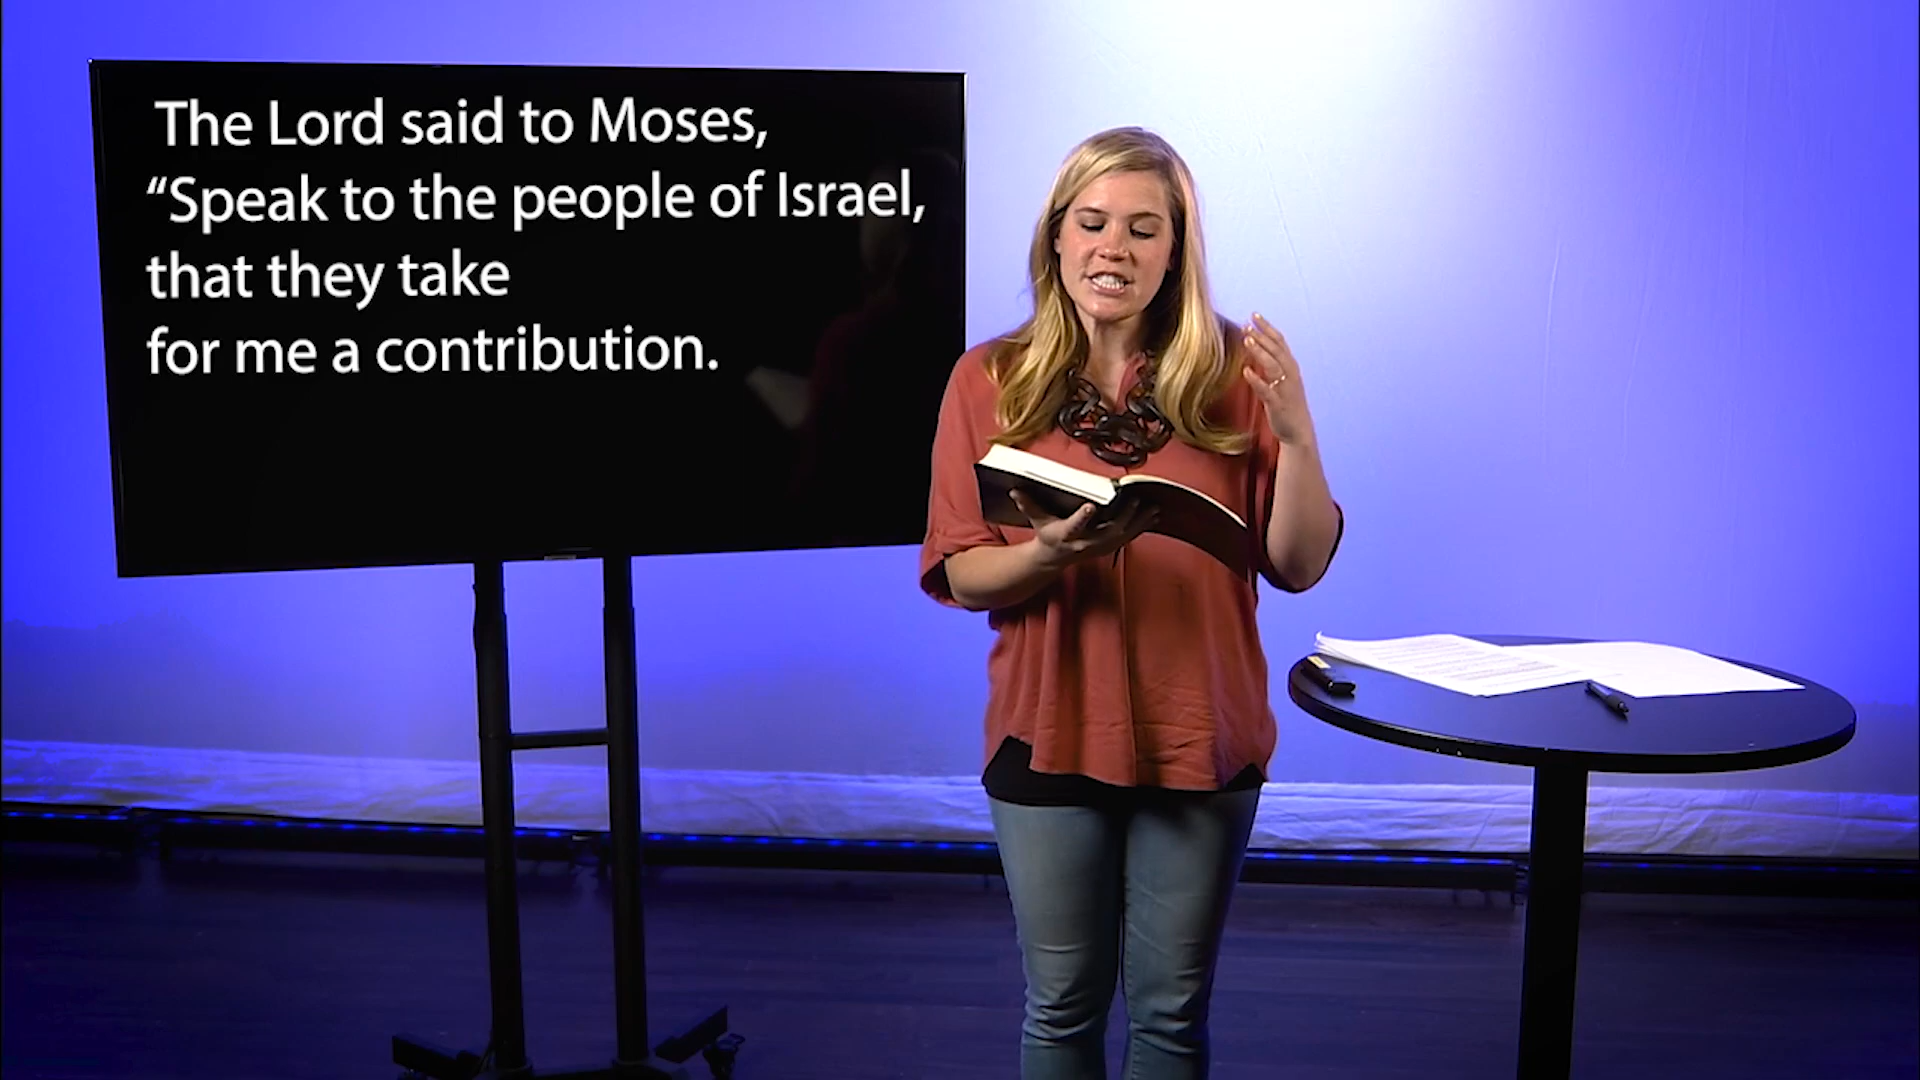 The Lord said to Moses,
“Speak to the people of Israel,
that they take
for me a contribution.